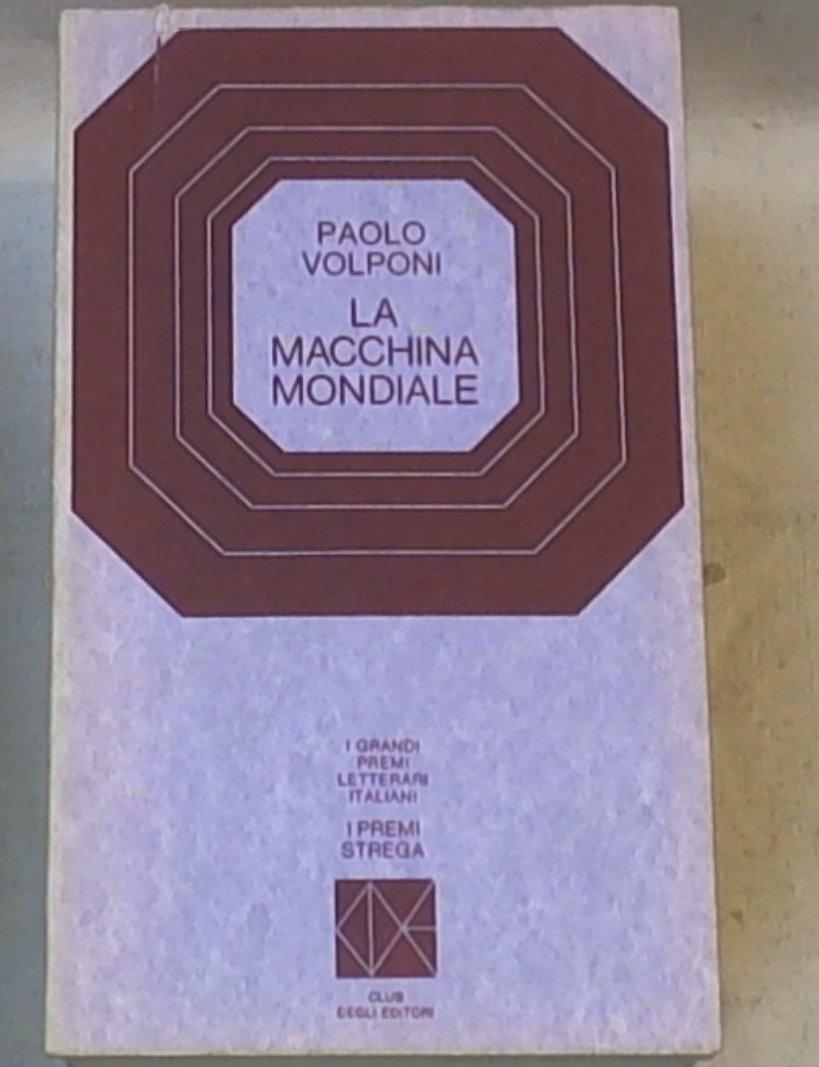 PAOLO
VOLPONI
LA
MACCHINA
MONDIALE
I GRANDI
PREMI
LETTERARI
ITALIANI
I PREMI
STREGA
CLUB
DEGLI EDITORI